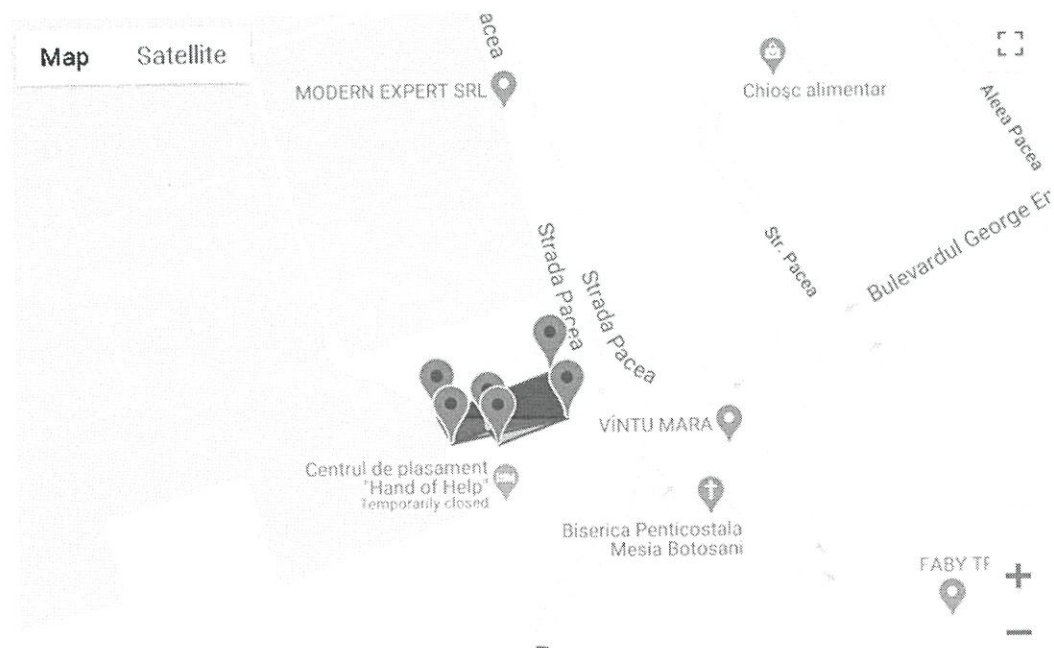 Map
Satellite
acea
MODERN EXPERT SRL
Chioșc alimentar
Aleea Pacea
Strada Pacea
Strada Pacea
Str. Pacea
Bulevardul George En
VÎNTU MARA
Centrul de plasament
"Hand of Help"
Temporarily closed
Biserica Penticostala
Mesia Botosani
FABY TF